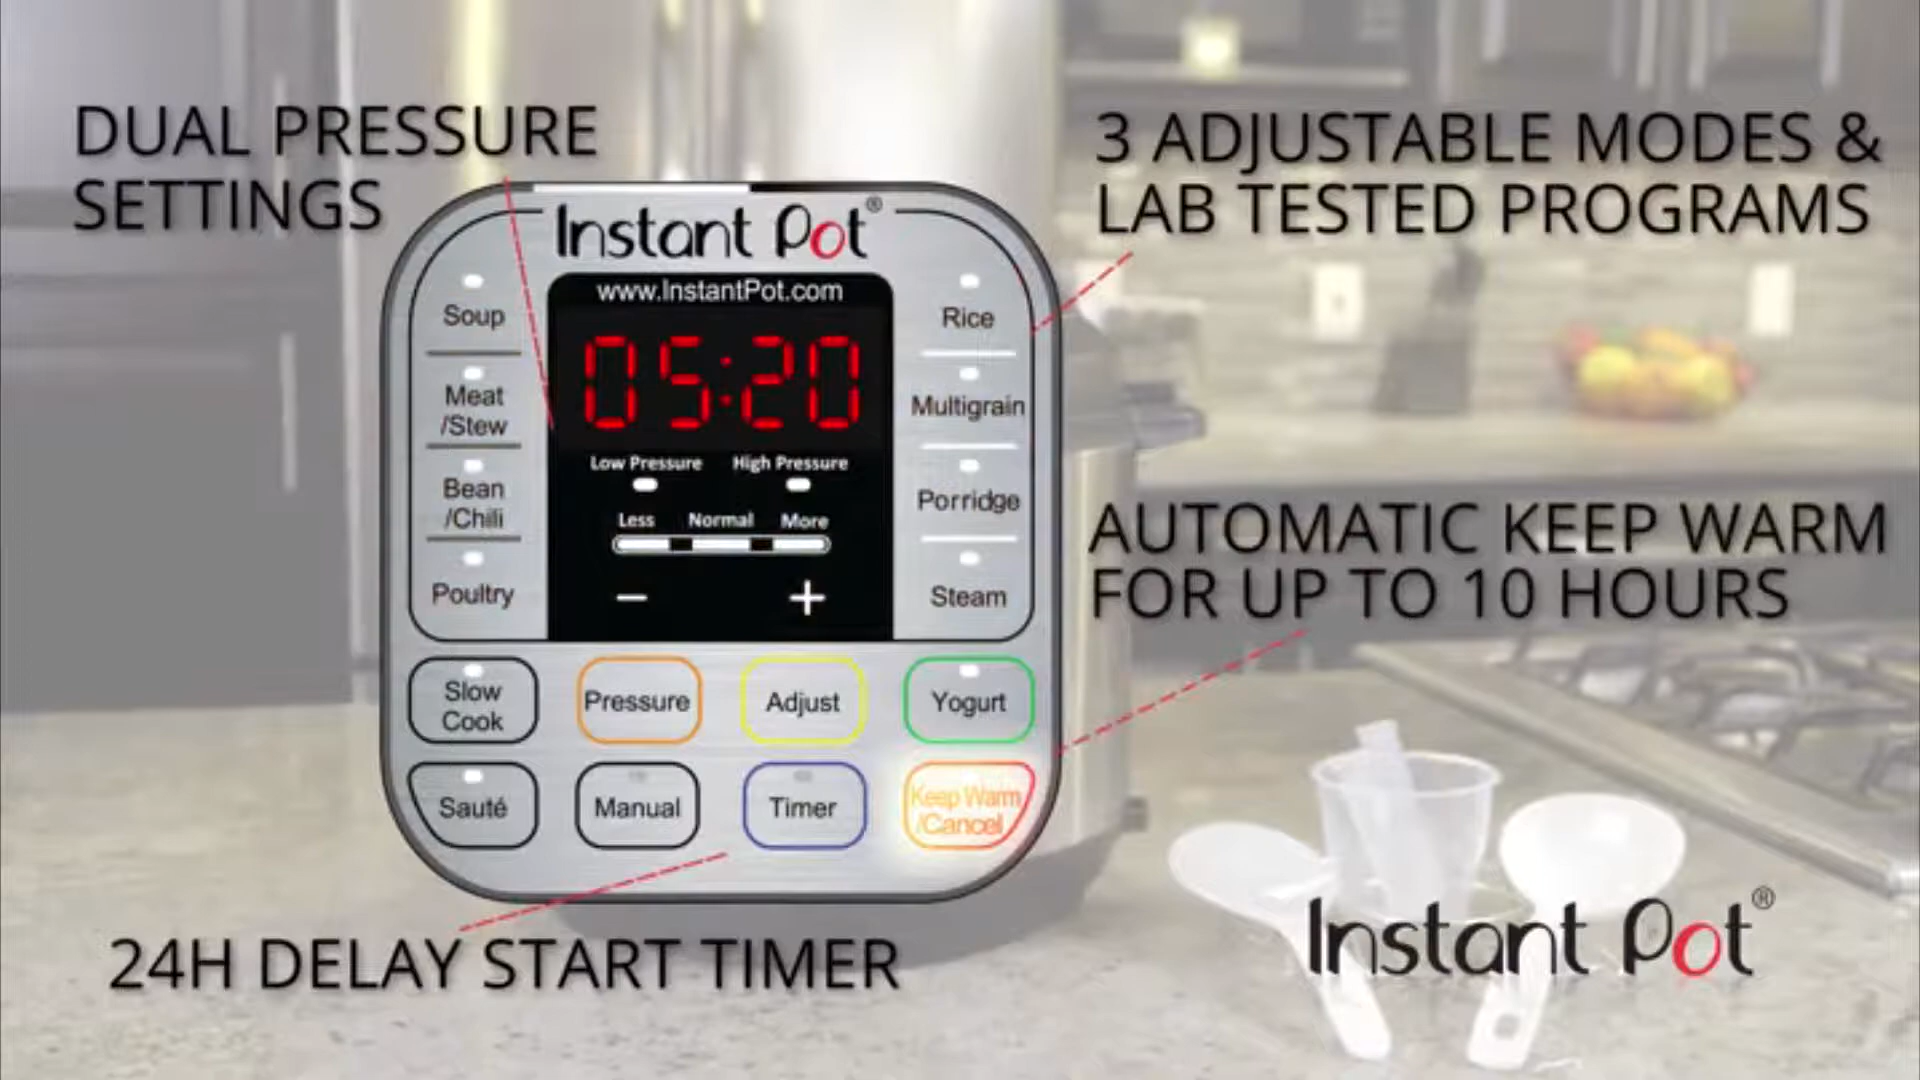 DUAL PRESSURE
SETTINGS
3 ADJUSTABLE MODES &
LAB TESTED PROGRAMS
Instant Pot®
www.InstantPot.com
05:20
Low Pressure High Pressure
Less Normal More
− +
Soup
Meat
/Stew
Bean
/Chili
Poultry
Rice
Multigrain
Porridge
Steam
AUTOMATIC KEEP WARM
FOR UP TO 10 HOURS
Slow
Cook
Pressure
Adjust
Yogurt
Sauté
Manual
Timer
Keep Warm
/Cancel
24H DELAY START TIMER
Instant Pot®